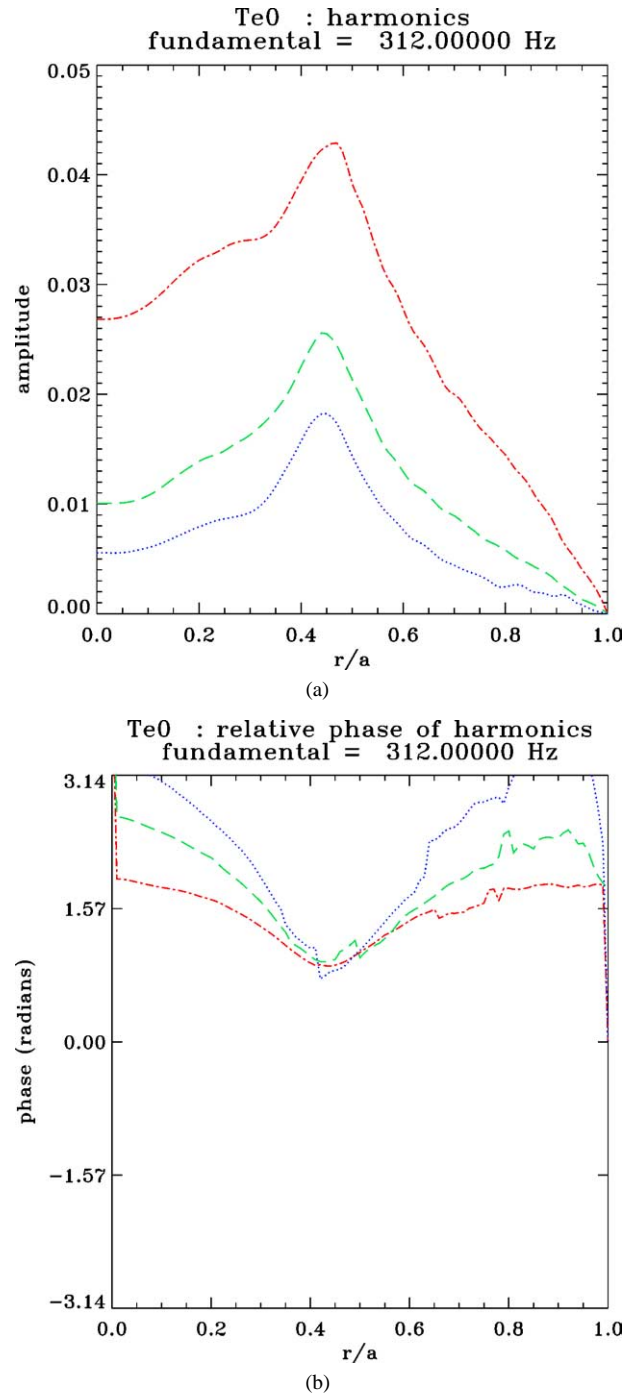 Te0 : harmonics
fundamental = 312.00000 Hz
0.05
0.04
0.03
0.02
0.01
0.00
amplitude
0.0 0.2 0.4 0.6 0.8 1.0
r/a
(a)
Te0 : relative phase of harmonics
fundamental = 312.00000 Hz
3.14
1.57
0.00
−1.57
−3.14
phase (radians)
0.0 0.2 0.4 0.6 0.8 1.0
r/a
(b)